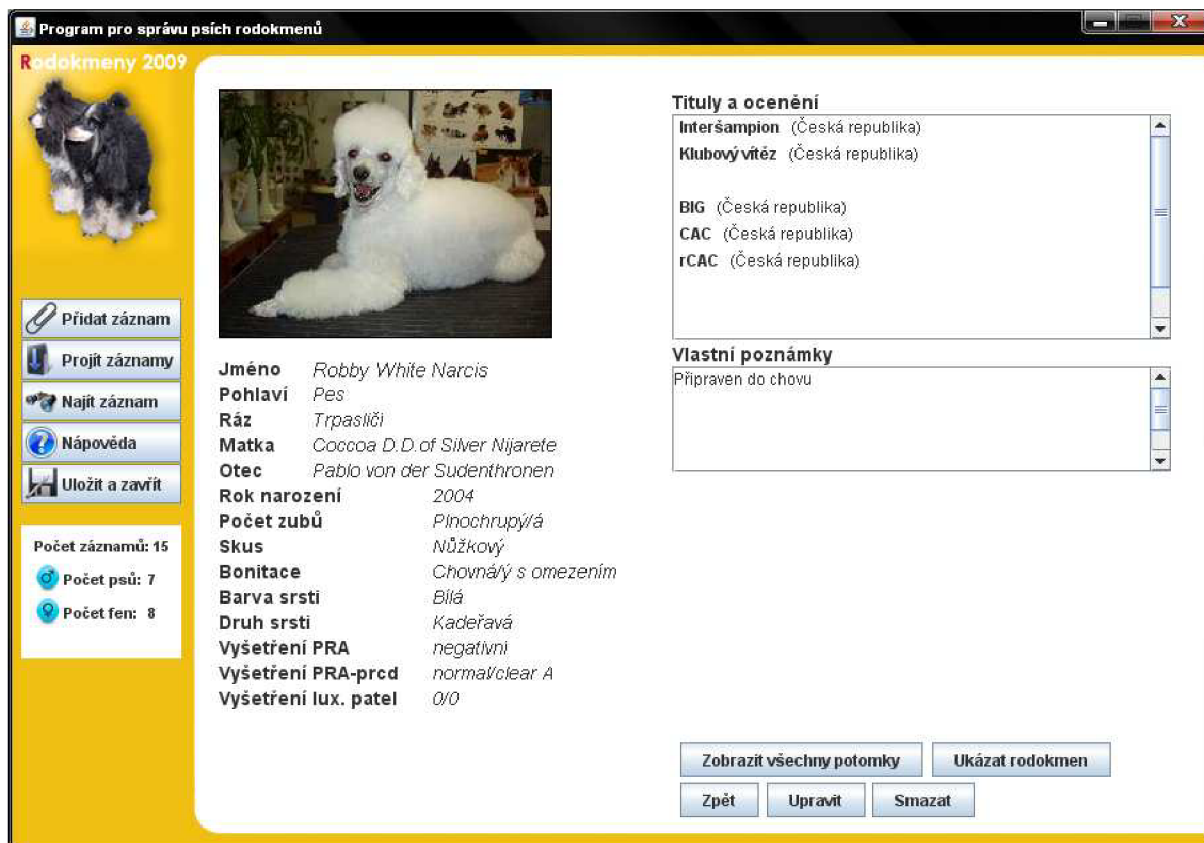 Program pro správu psích rodokmenů
Rodokmeny 2009
Přidat záznam
Projít záznamy
Najít záznam
Nápověda
Uložit a zavřít
Počet záznamů: 15
Počet psů: 7
Počet fen: 8
Jméno Robby White Narcis
Pohlaví Pes
Ráz Trpasličí
Matka Coccoa D.D.of Silver Nijarete
Otec Pablo von der Sudenthronen
Rok narození 2004
Počet zubů Plnochrupý/á
Skus Nůžkový
Bonitace Chovná/ý s omezením
Barva srsti Bílá
Druh srsti Kadeřavá
Vyšetření PRA negativní
Vyšetření PRA-prcd normal/clear A
Vyšetření lux. patel 0/0
Tituly a ocenění
Interšampion (Česká republika)
Klubový vítěz (Česká republika)
BIG (Česká republika)
CAC (Česká republika)
rCAC (Česká republika)
Vlastní poznámky
Připraven do chovu
Zobrazit všechny potomky
Ukázat rodokmen
Zpět
Upravit
Smazat